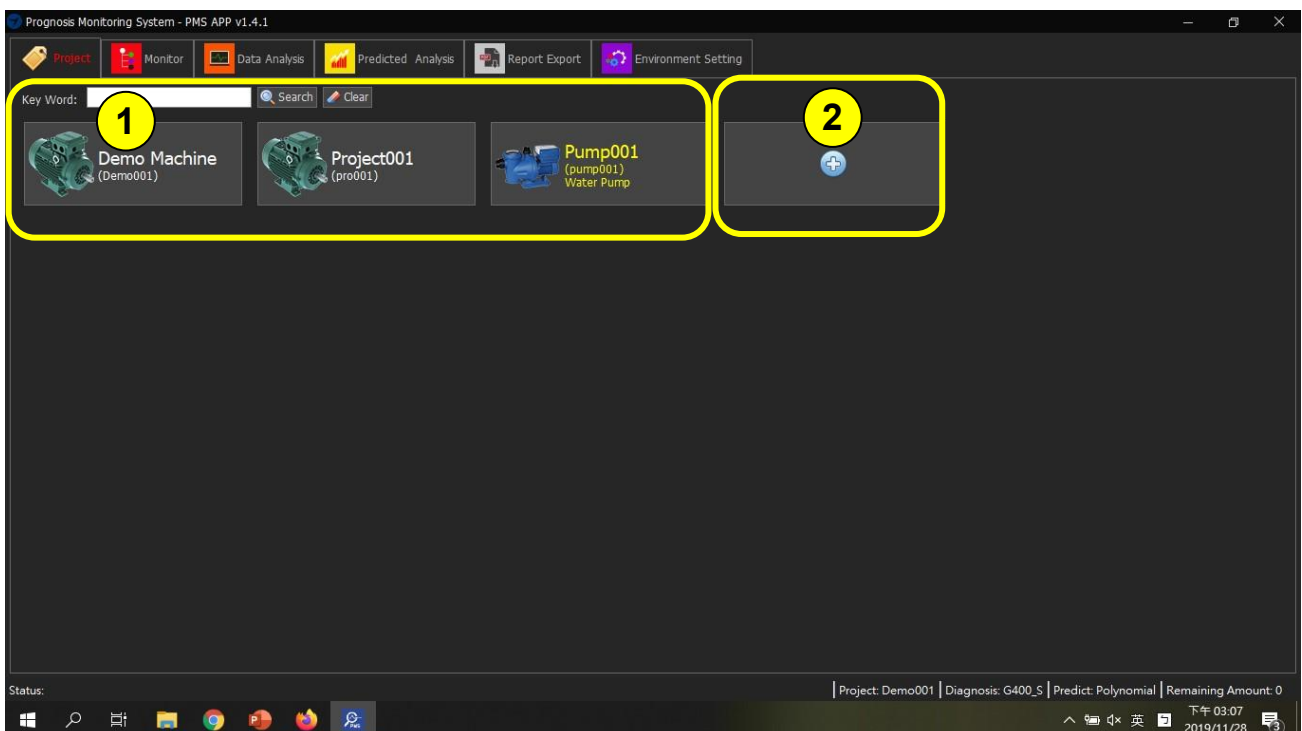 Prognosis Monitoring System - PMS APP v1.4.1
Project Monitor Data Analysis Predicted Analysis Report Export Environment Setting
Key Word: Search Clear
1
2
Demo Machine
(Demo001)
Project001
(pro001)
Pump001
(pump001)
Water Pump
Status: Project: Demo001 Diagnosis: G400_S Predict: Polynomial Remaining Amount: 0
英
下午 03:07
2019/11/28
3